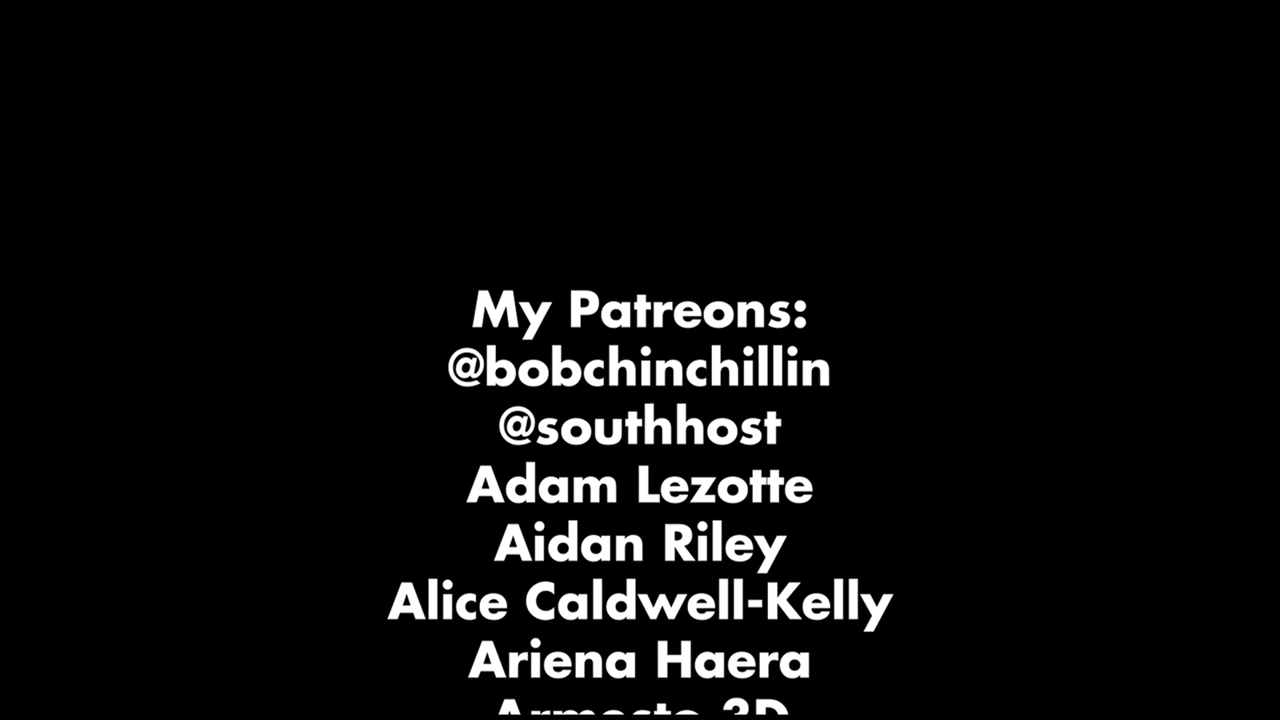 My Patreons:
@bobchinchillin
@southhost
Adam Lezotte
Aidan Riley
Alice Caldwell-Kelly
Ariena Haera